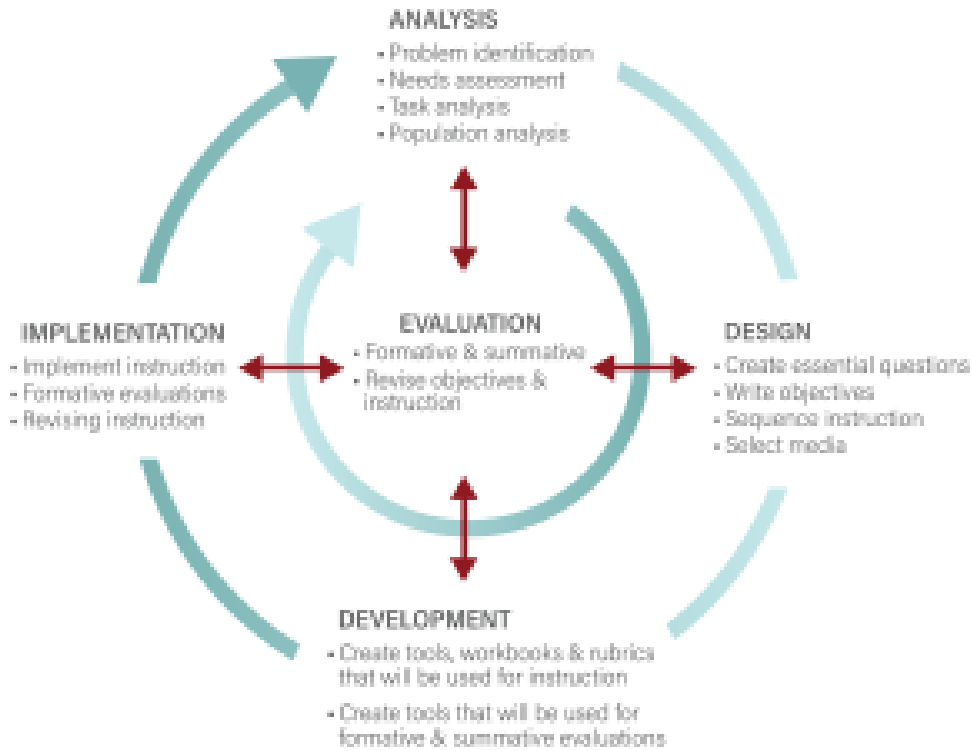 ANALYSIS
• Problem identification
• Needs assessment
• Task analysis
• Population analysis
IMPLEMENTATION
• Implement instruction
• Formative evaluations
• Revising instruction
EVALUATION
• Formative & summative
• Revise objectives &
instruction
DESIGN
• Create essential questions
• Write objectives
• Sequence instruction
• Select media
DEVELOPMENT
• Create tools, workbooks & rubrics
that will be used for instruction
• Create tools that will be used for
formative & summative evaluations